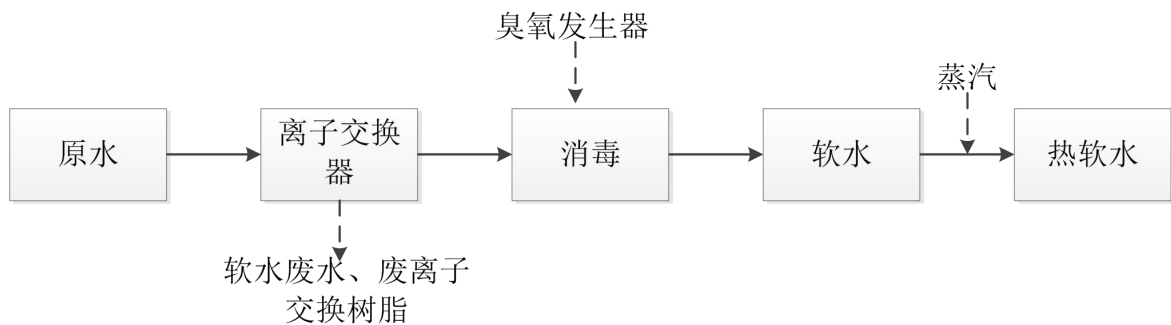 臭氧发生器
蒸汽
原水
离子交换
器
消毒
软水
热软水
软水废水、废离子
交换树脂